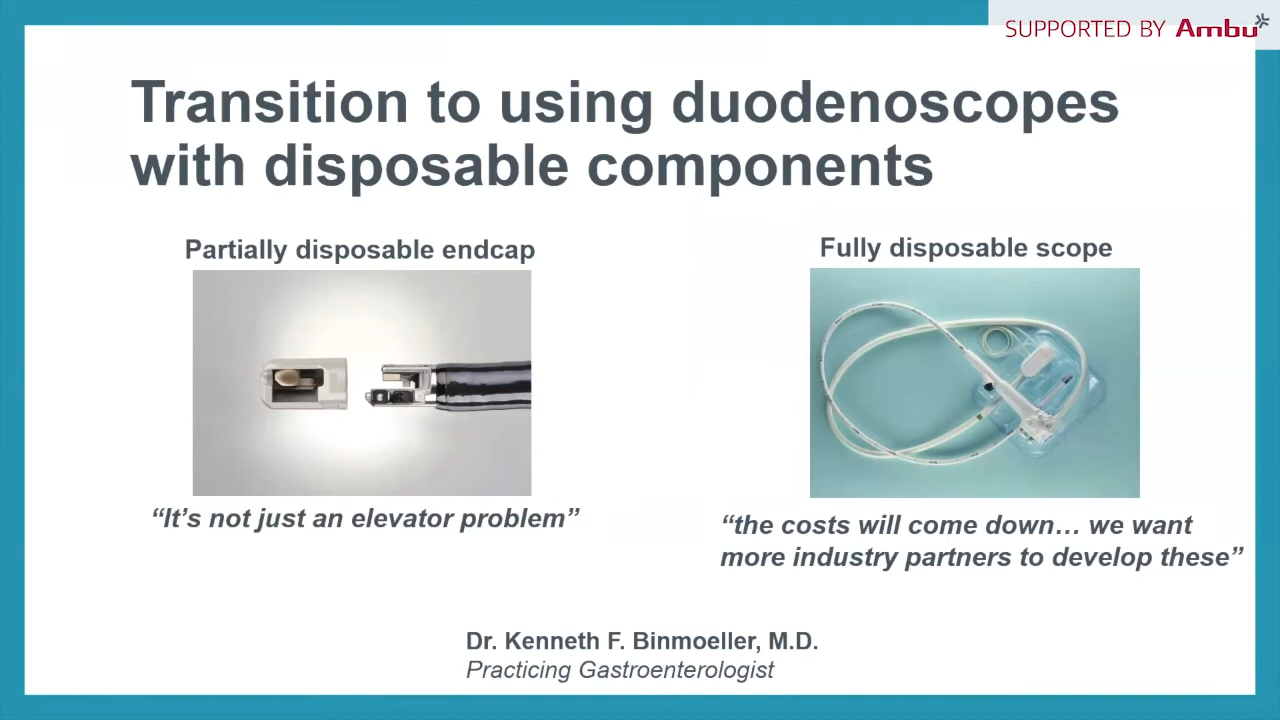 SUPPORTED BY Ambu
Transition to using duodenoscopes
with disposable components
Partially disposable endcap
Fully disposable scope
“It’s not just an elevator problem”
“the costs will come down… we want
more industry partners to develop these”
Dr. Kenneth F. Binmoeller, M.D.
Practicing Gastroenterologist